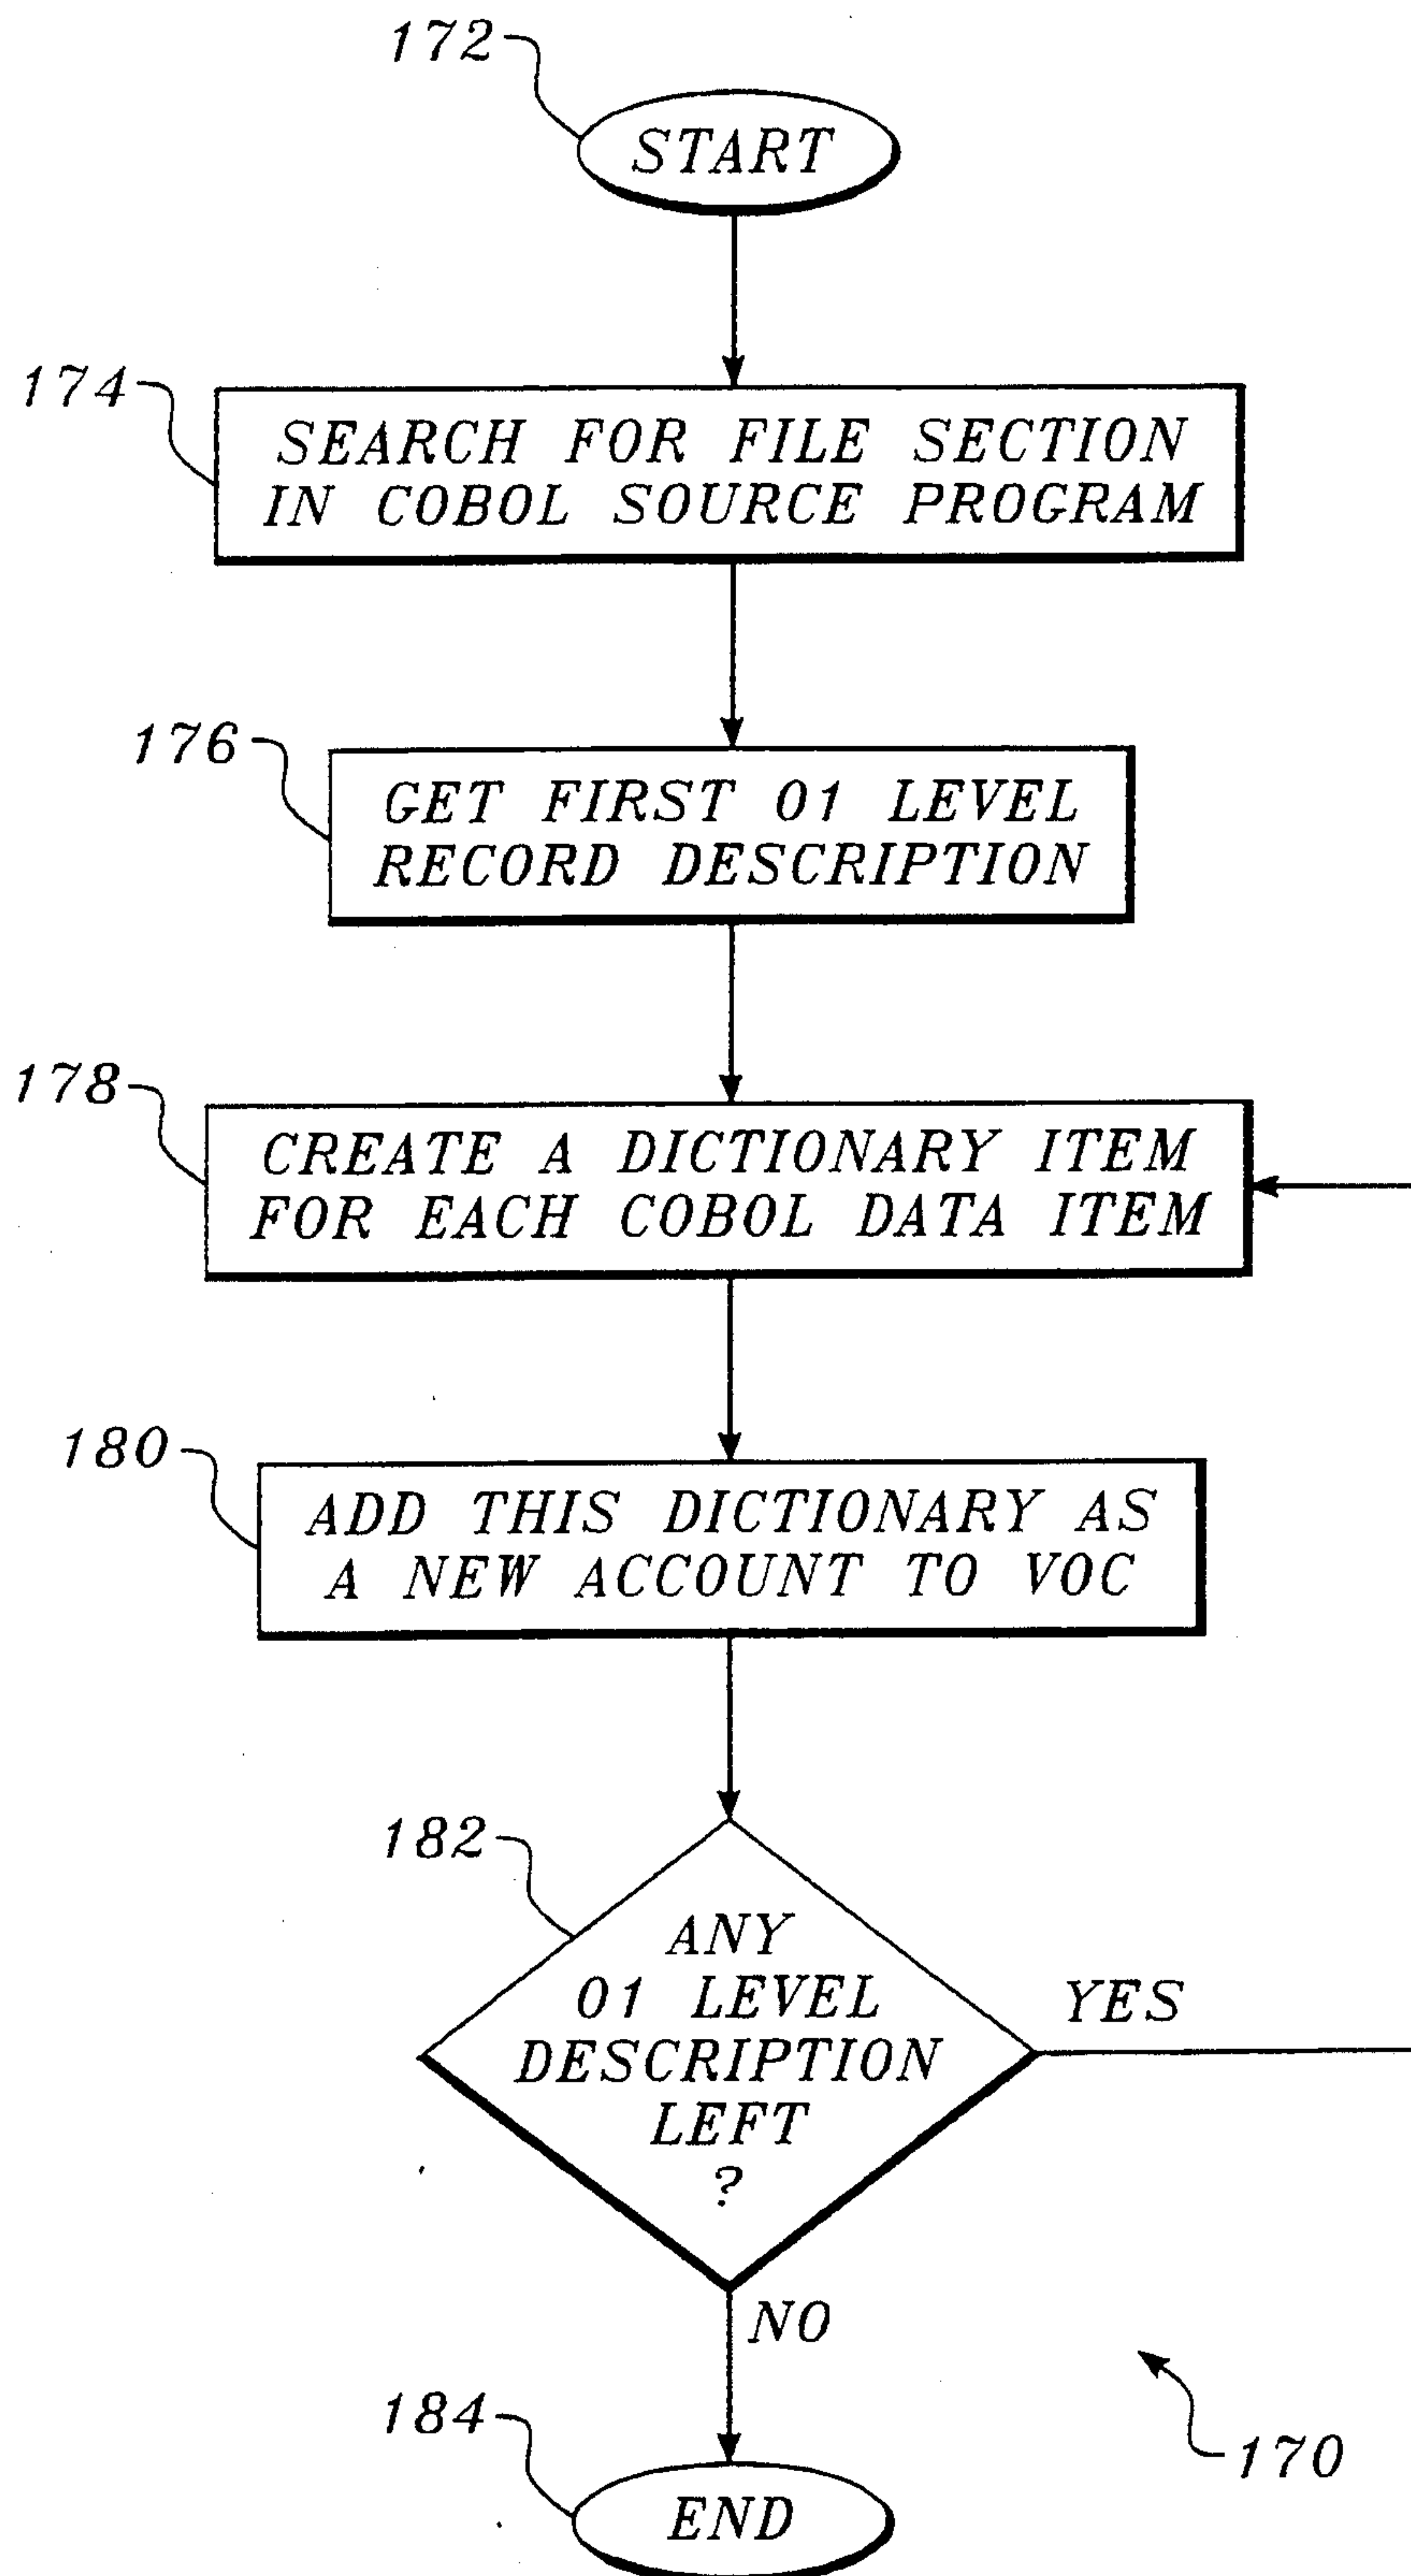 172
START
174
SEARCH FOR FILE SECTION
IN COBOL SOURCE PROGRAM
176
GET FIRST 01 LEVEL
RECORD DESCRIPTION
178
CREATE A DICTIONARY ITEM
FOR EACH COBOL DATA ITEM
180
ADD THIS DICTIONARY AS
A NEW ACCOUNT TO VOC
182
ANY
01 LEVEL
DESCRIPTION
LEFT
?
YES
NO
184
END
170